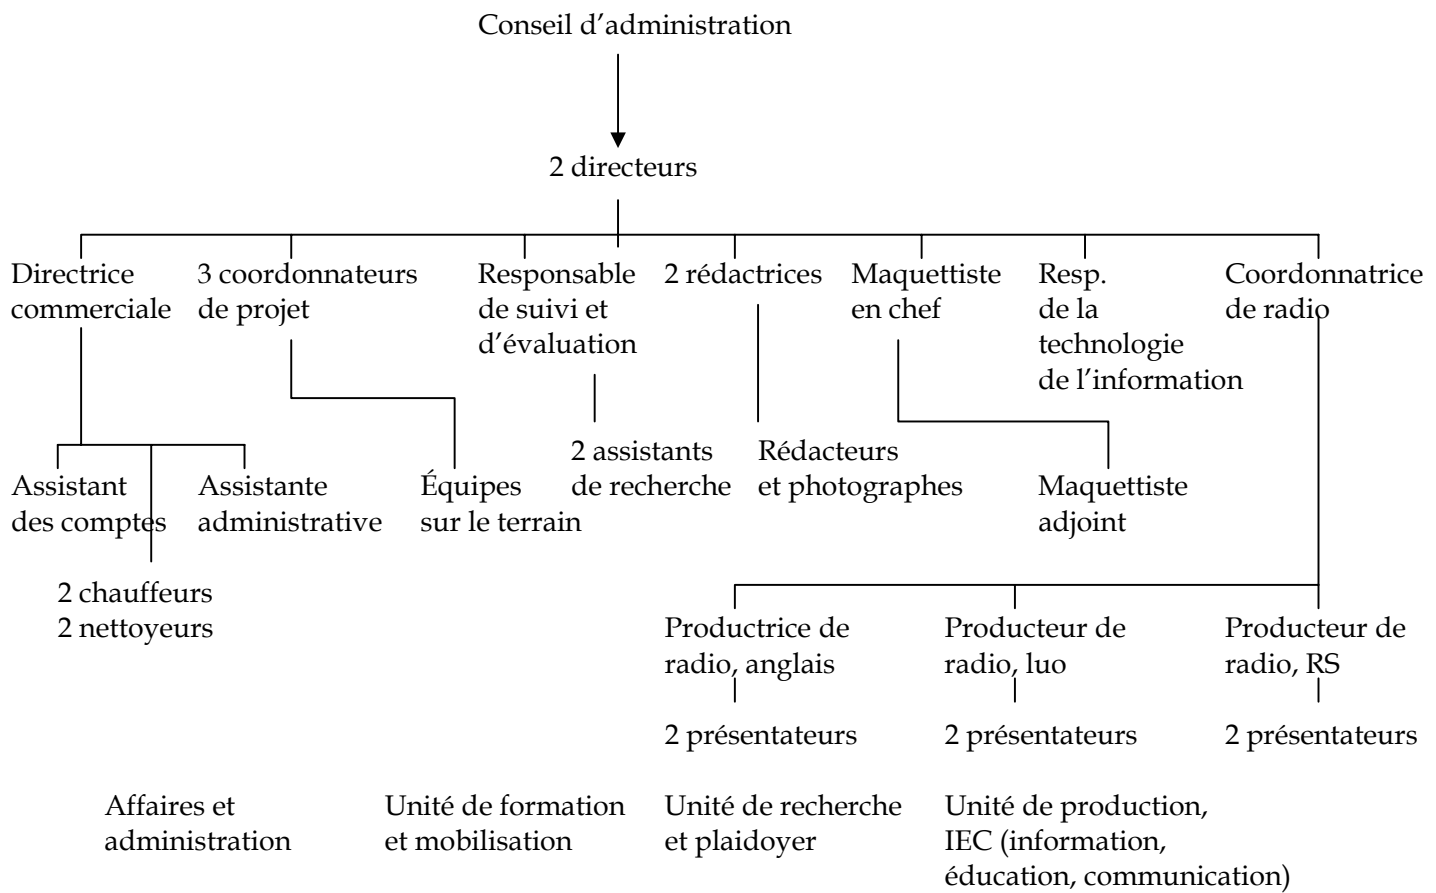 Conseil d’administration
2 directeurs
Directrice
commerciale
3 coordonnateurs
de projet
Responsable
de suivi et
d’évaluation
2 rédactrices
Maquettiste
en chef
Resp.
de la
technologie
de l’information
Coordonnatrice
de radio
Assistant
des comptes
Assistante
administrative
Équipes
sur le terrain
2 assistants
de recherche
Rédacteurs
et photographes
Maquettiste
adjoint
2 chauffeurs
2 nettoyeurs
Productrice de
radio, anglais
Producteur de
radio, luo
Producteur de
radio, RS
2 présentateurs
2 présentateurs
2 présentateurs
Affaires et
administration
Unité de formation
et mobilisation
Unité de recherche
et plaidoyer
Unité de production,
IEC (information,
éducation, communication)